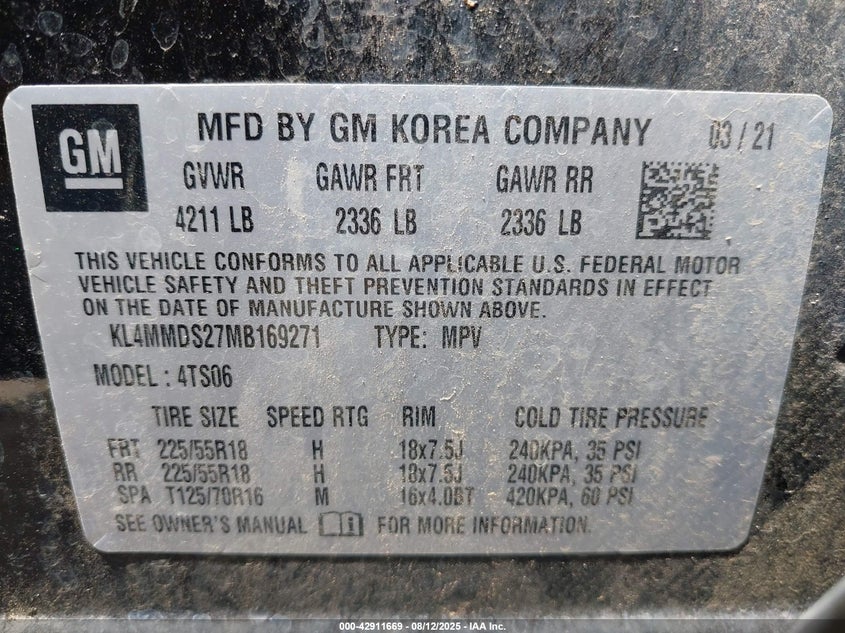 GM
MFD BY GM KOREA COMPANY 03/21
GVWR GAWR FRT GAWR RR
4211 LB 2336 LB 2336 LB
THIS VEHICLE CONFORMS TO ALL APPLICABLE U.S. FEDERAL MOTOR
VEHICLE SAFETY AND THEFT PREVENTION STANDARDS IN EFFECT
ON THE DATE OF MANUFACTURE SHOWN ABOVE.
KL4MMDS27MB169271 TYPE: MPV
MODEL : 4TS06
TIRE SIZE SPEED RTG RIM COLD TIRE PRESSURE
FRT 225/55R18 H 18x7.5J 240KPA, 35 PSI
RR 225/55R18 H 18x7.5J 240KPA, 35 PSI
SPA T125/70R16 M 16x4.0BT 420KPA, 60 PSI
SEE OWNER'S MANUAL i FOR MORE INFORMATION.
000-42911669 - 08/12/2025 - IAA Inc.